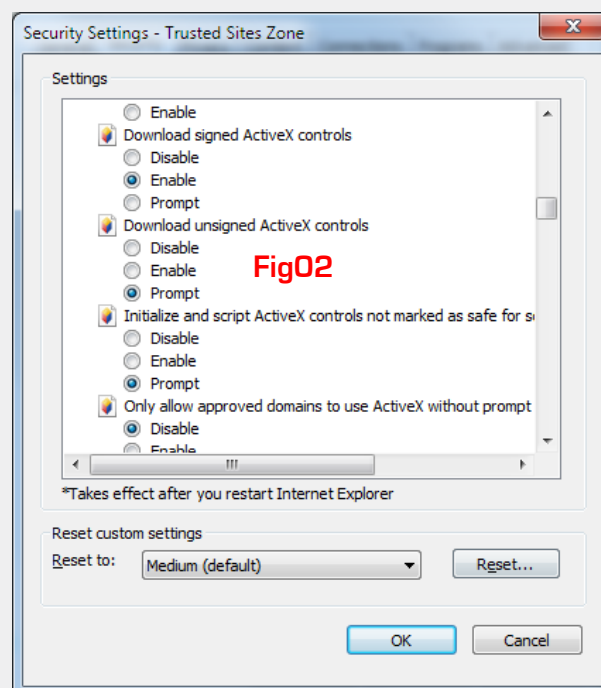 Security Settings - Trusted Sites Zone
Settings
Enable
Download signed ActiveX controls
Disable
Enable
Prompt
Download unsigned ActiveX controls
Disable
Enable
Fig02
Prompt
Initialize and script ActiveX controls not marked as safe for s
Disable
Enable
Prompt
Only allow approved domains to use ActiveX without prompt
Disable
Enable
*Takes effect after you restart Internet Explorer
Reset custom settings
Reset to:
Medium (default)
Reset...
OK
Cancel